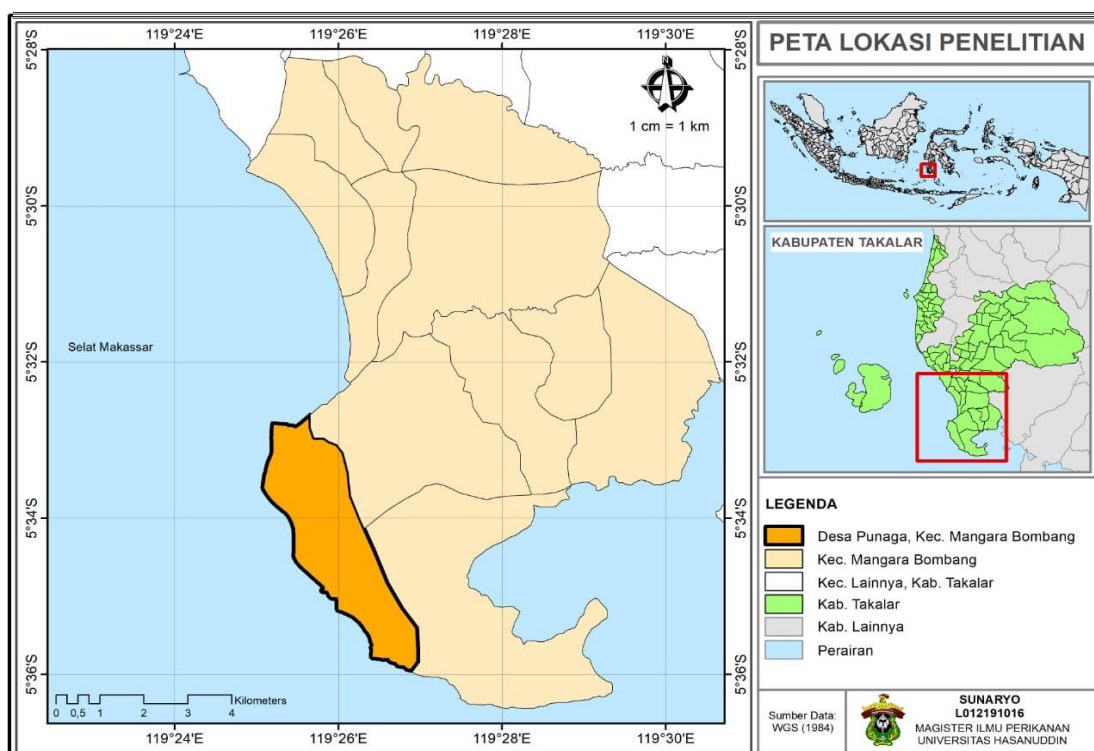 119°24'E 119°26'E 119°28'E 119°30'E
5°28'S 5°28'S
1 cm = 1 km
5°30'S 5°30'S
Selat Makassar
5°32'S 5°32'S
5°34'S 5°34'S
5°36'S 5°36'S
Kilometers
0 0,5 1 2 3 4
119°24'E 119°26'E 119°28'E 119°30'E
PETA LOKASI PENELITIAN
KABUPATEN TAKALAR
LEGENDA
Desa Punaga, Kec. Mangara Bombang
Kec. Mangara Bombang
Kec. Lainnya, Kab. Takalar
Kab. Takalar
Kab. Lainnya
Perairan
Sumber Data:
WGS (1984)
SUNARYO
L012191016
MAGISTER ILMU PERIKANAN
UNIVERSITAS HASANUDDIN